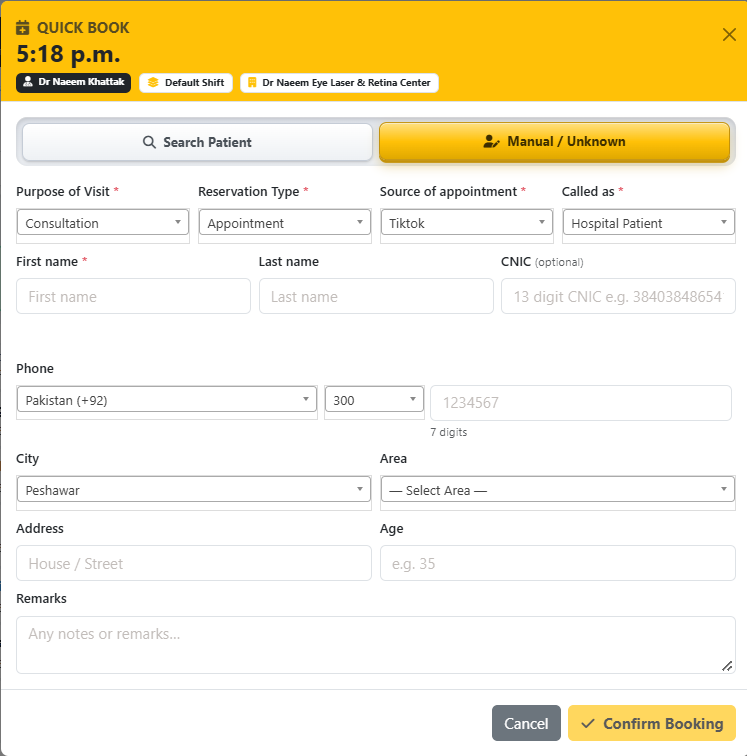 QUICK BOOK
5:18 p.m.
Dr Naeem Khattak Default Shift Dr Naeem Eye Laser & Retina Center
Search Patient Manual / Unknown
Purpose of Visit * Reservation Type * Source of appointment * Called as *
Consultation Appointment Tiktok Hospital Patient
First name * Last name CNIC (optional)
First name Last name 13 digit CNIC e.g. 38403848654
Phone
Pakistan (+92) 300 1234567
7 digits
City Area
Peshawar — Select Area —
Address Age
House / Street e.g. 35
Remarks
Any notes or remarks...
Cancel Confirm Booking